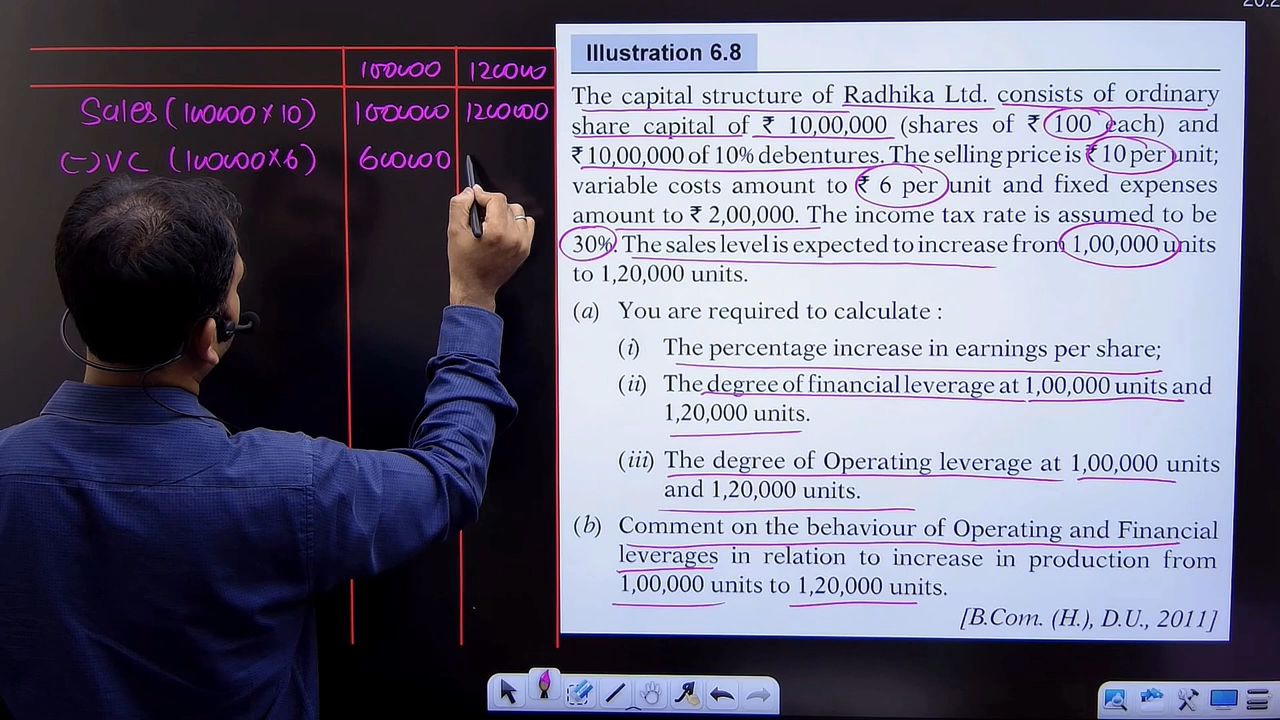 20.2
100000 120000
Sales (100000 x 10) 1000000 1200000
(-) VC (100000 x 6) 600000
Illustration 6.8
The capital structure of Radhika Ltd. consists of ordinary
share capital of ₹ 10,00,000 (shares of ₹ 100 each) and
₹ 10,00,000 of 10% debentures. The selling price is ₹ 10 per unit;
variable costs amount to ₹ 6 per unit and fixed expenses
amount to ₹ 2,00,000. The income tax rate is assumed to be
30%. The sales level is expected to increase from 1,00,000 units
to 1,20,000 units.
(a) You are required to calculate :
(i) The percentage increase in earnings per share;
(ii) The degree of financial leverage at 1,00,000 units and
1,20,000 units.
(iii) The degree of Operating leverage at 1,00,000 units
and 1,20,000 units.
(b) Comment on the behaviour of Operating and Financial
leverages in relation to increase in production from
1,00,000 units to 1,20,000 units.
[B.Com. (H.), D.U., 2011]